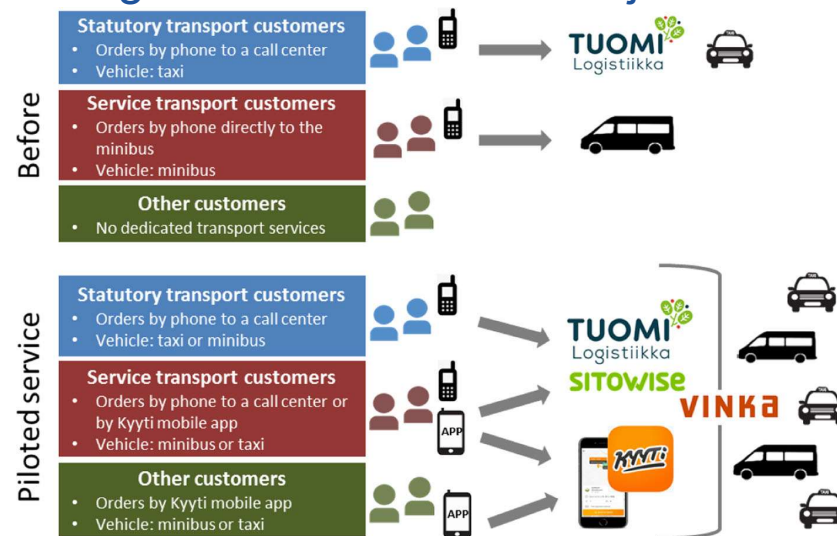 Before
Statutory transport customers
• Orders by phone to a call center
• Vehicle: taxi
TUOMI
Logistiikka
Service transport customers
• Orders by phone directly to the
minibus
• Vehicle: minibus
Other customers
• No dedicated transport services
Piloted service
Statutory transport customers
• Orders by phone to a call center
• Vehicle: taxi or minibus
TUOMI
Logistiikka
SITOWISE
VINKA
Service transport customers
• Orders by phone to a call center or
by Kyyti mobile app
• Vehicle: minibus or taxi
APP
KYYTI
Other customers
• Orders by Kyyti mobile app
• Vehicle: minibus or taxi
APP